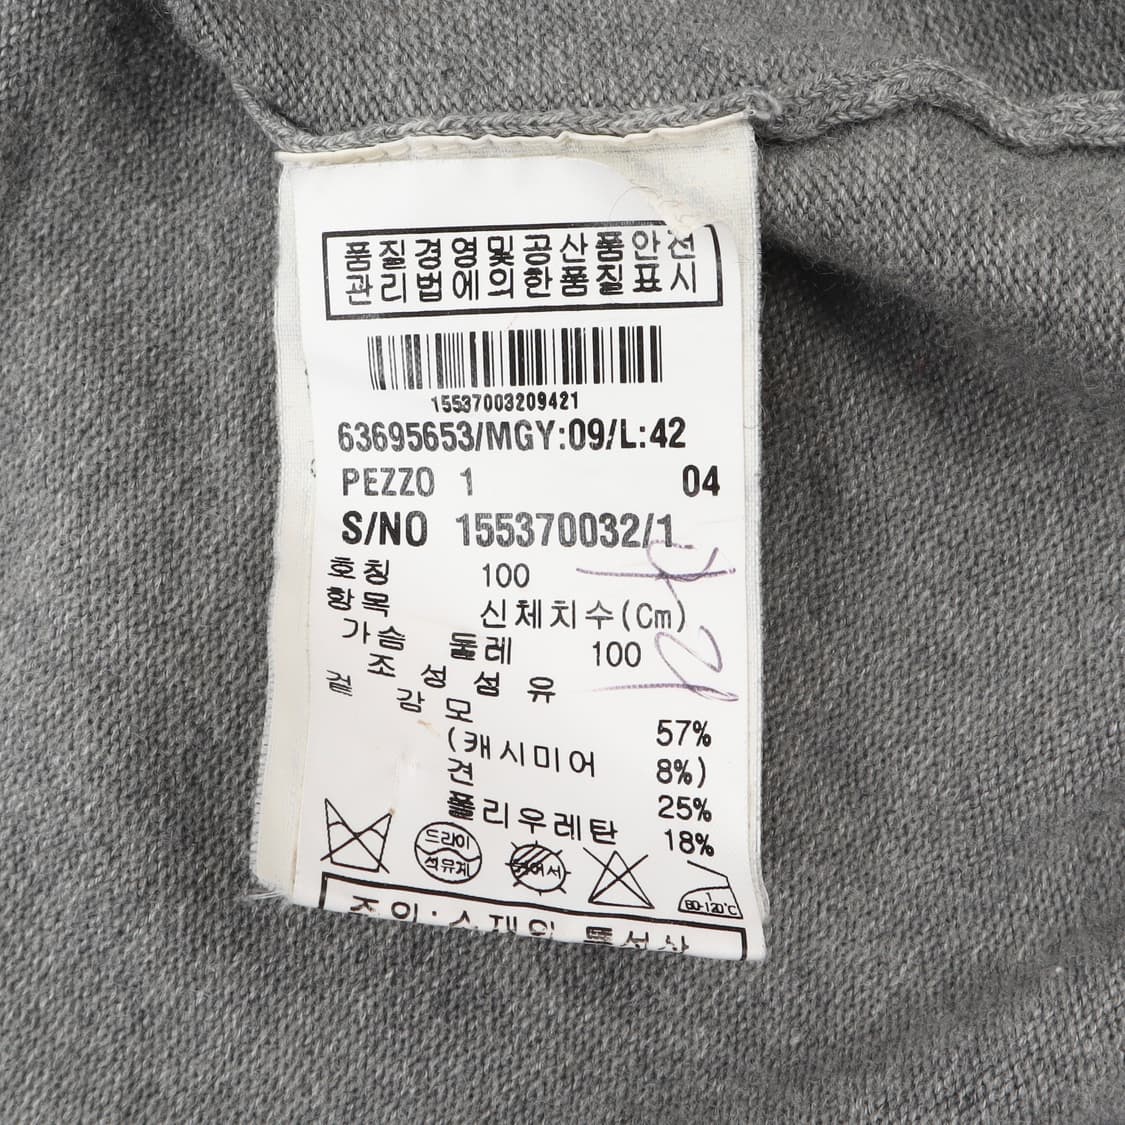 품질경영및공산품안전
관리법에의한품질표시
15537003209421
63695653/MGY:09/L:42
PEZZO 1 04
S/NO 155370032/1
호칭 100
항목 신체치수(Cm)
가슴 둘레 100
조성섬유
겉감 모 57%
(캐시미어 8%)
견 25%
폴리우레탄 18%
드라이
석유계
80-120℃